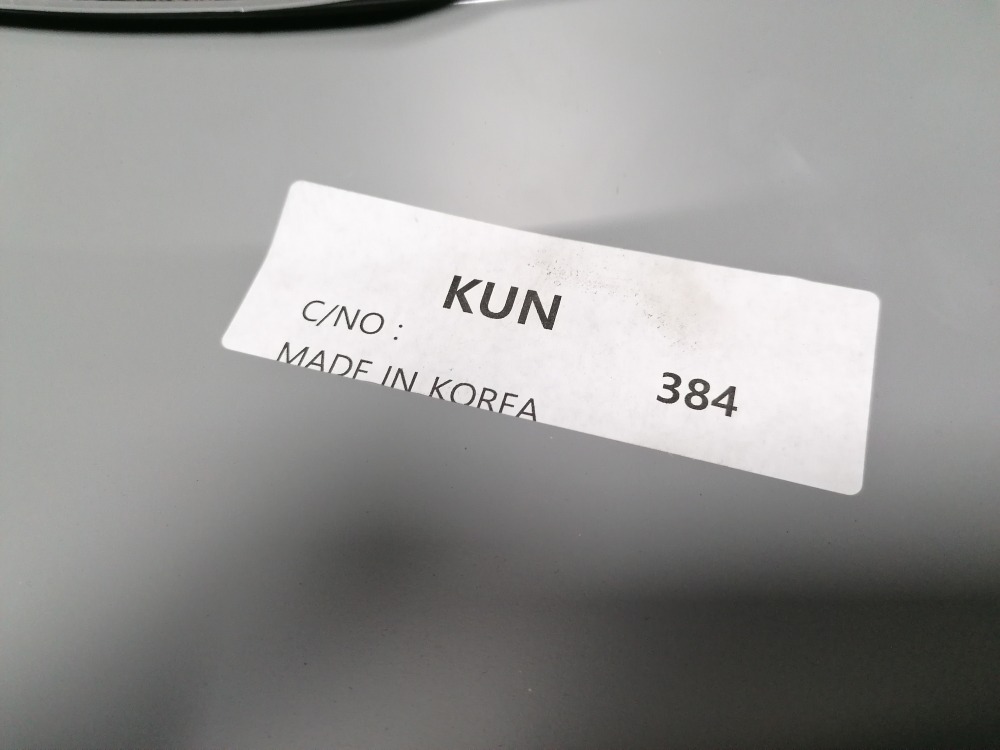 KUN
C/NO :
384
MADE IN KOREA